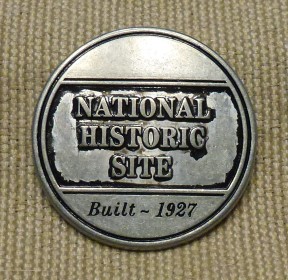 NATIONAL
HISTORIC
SITE
Built ~ 1927